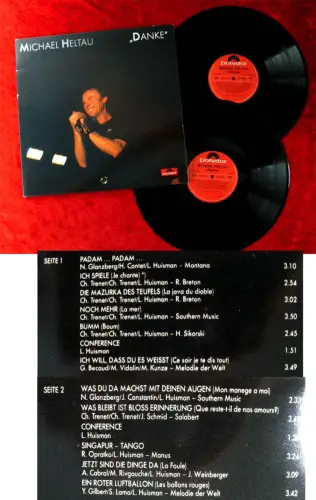 MICHAEL HELTAU „DANKE“
Polydor
Polydor
SEITE 1
PADAM ... PADAM ...
N. Glanzberg/H. Contet/L. Huisman – Montana 3.10
ICH SPIELE (Je chante*)
Ch. Trenet/Ch. Trenet/L. Huisman – R. Breton 2.54
DIE MAZURKA DES TEUFELS (La java du diable)
Ch. Trenet/Ch. Trenet/L. Huisman – R. Breton 3.02
NOCH MEHR (La mer)
Ch. Trenet/Ch. Trenet/L. Huisman – Southern Music 3.50
BUMM (Boum)
Ch. Trenet/Ch. Trenet/L. Huisman – H. Sikorski 2.45
CONFERENCE
L. Huisman 1.51
ICH WILL, DASS DU ES WEISST (Ce soir je te dis tout)
G. Becaud/M. Vidalin/M. Kunze – Melodie der Welt 3.49
SEITE 2
WAS DU DA MACHST MIT DEINEN AUGEN (Mon manege a moi)
N. Glanzberg/J. Constantin/L. Huisman – Southern Music
WAS BLEIBT IST BLOSS ERINNERUNG (Que reste-t-il de nos amours?)
Ch. Trenet/Ch. Trenet/J. Schmid – Salabert
CONFERENCE
L. Huisman
SINGAPUR – TANGO
R. Opratko/L. Huisman – Manus
JETZT SIND DIE DINGE DA (La Foule)
A. Cabral/M. Rivgauche/L. Huisman – J. Weinberger 3.09
EIN ROTER LUFTBALLON (Les ballons rouges)
Y. Gilbert/S. Lama/L. Huisman – Melodie der Welt 3.42